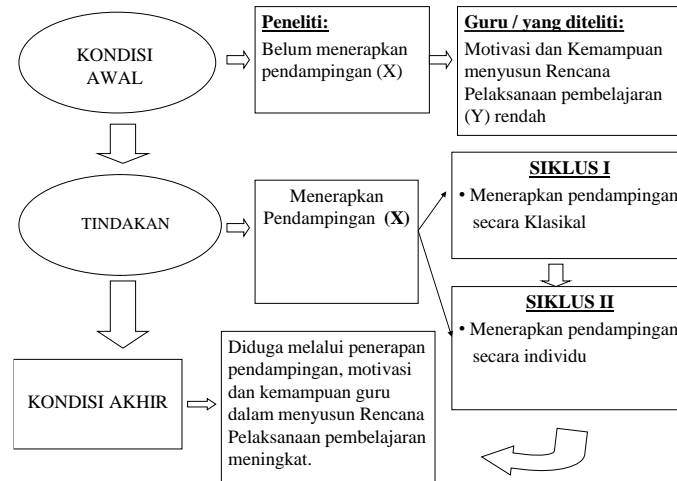 KONDISI
AWAL
Peneliti:
Belum menerapkan
pendampingan (X)
Guru / yang diteliti:
Motivasi dan Kemampuan
menyusun Rencana
Pelaksanaan pembelajaran
(Y) rendah
TINDAKAN
Menerapkan
Pendampingan (X)
SIKLUS I
• Menerapkan pendampingan
secara Klasikal
SIKLUS II
• Menerapkan pendampingan
secara individu
KONDISI AKHIR
Diduga melalui penerapan
pendampingan, motivasi
dan kemampuan guru
dalam menyusun Rencana
Pelaksanaan pembelajaran
meningkat.